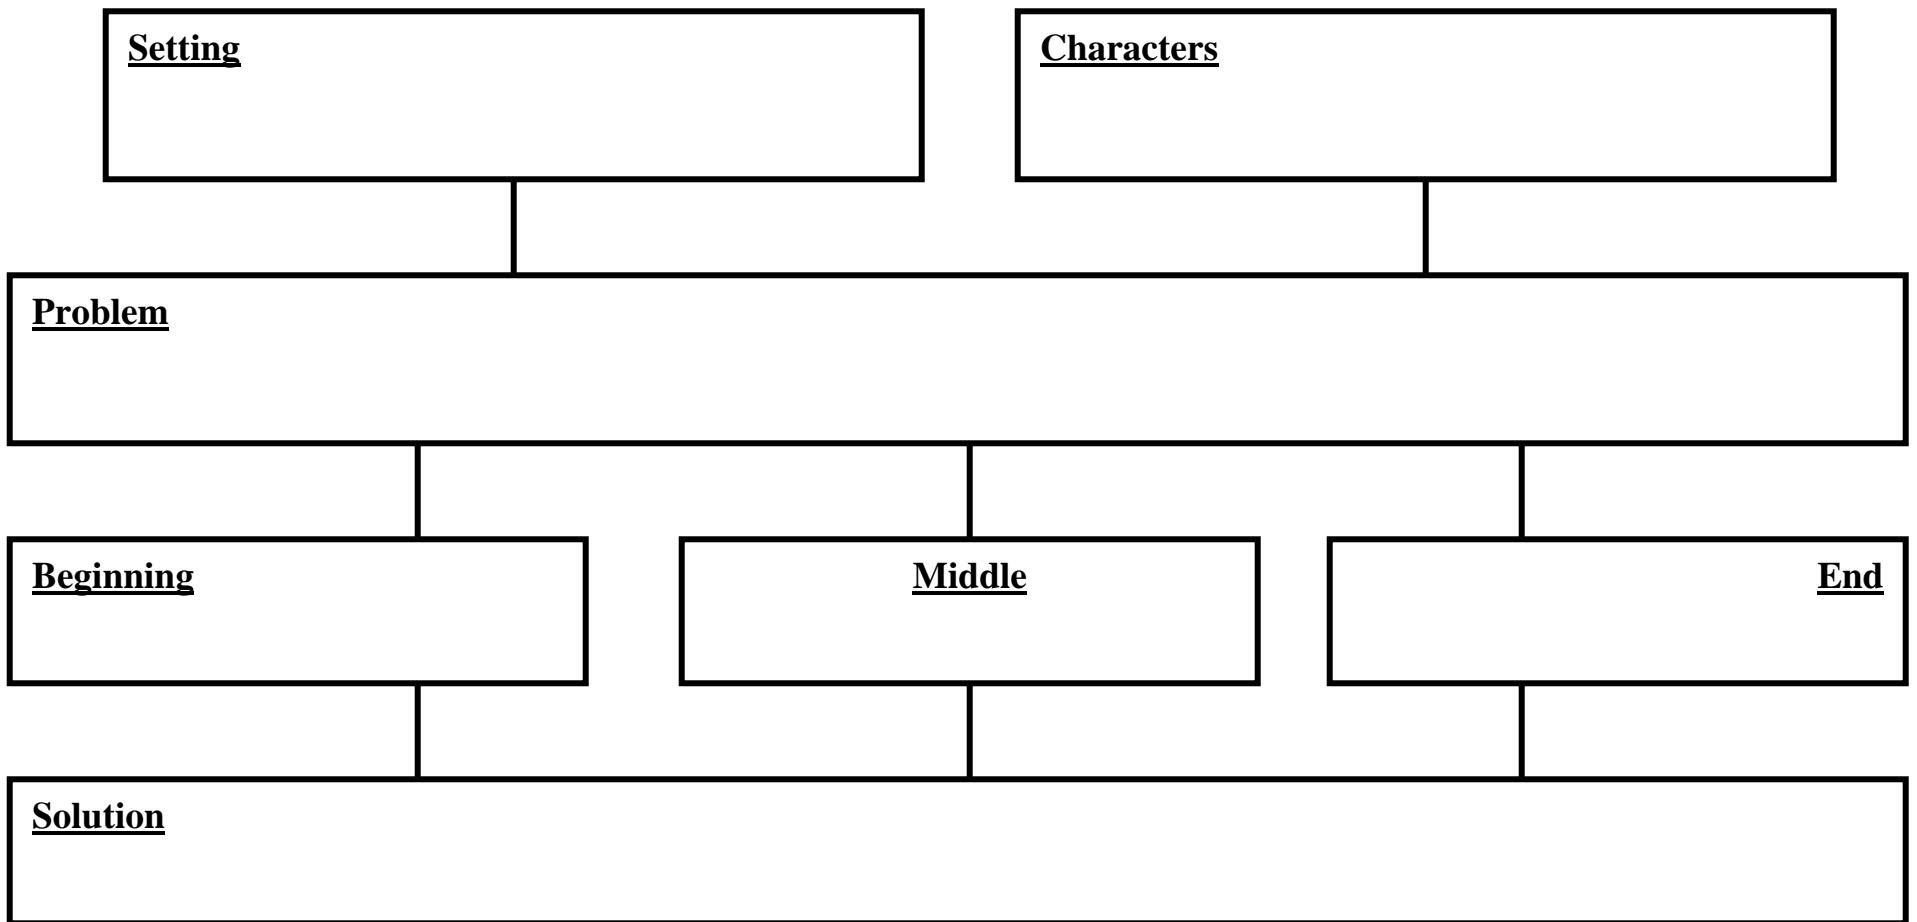 Setting
Characters
Problem
Beginning
Middle
End
Solution